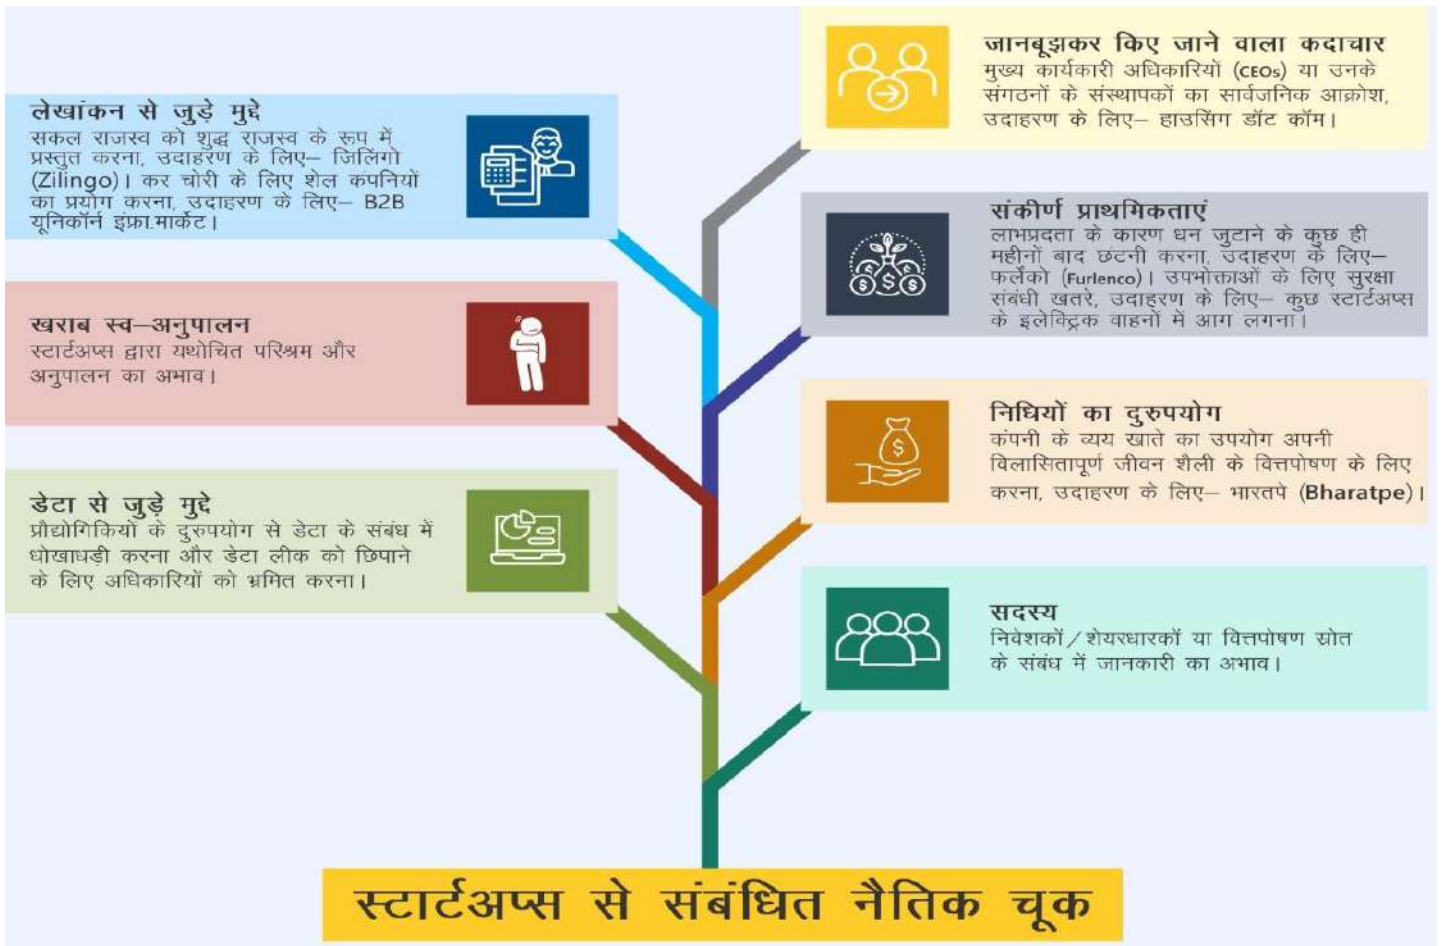 जानबूझकर किए जाने वाला कदाचार
मुख्य कार्यकारी अधिकारियों (CEOs) या उनके
संगठनों के संस्थापकों का सार्वजनिक आक्रोश,
उदाहरण के लिए– हाउसिंग डॉट कॉम।
लेखांकन से जुड़े मुद्दे
सकल राजस्व को शुद्ध राजस्व के रूप में
प्रस्तुत करना, उदाहरण के लिए– जिलिंगो
(Zilingo)। कर चोरी के लिए शेल कंपनियों
का प्रयोग करना, उदाहरण के लिए– B2B
यूनिकॉर्न इंफ्रा.मार्केट।
संकीर्ण प्राथमिकताएं
लाभप्रदता के कारण धन जुटाने के कुछ ही
महीनों बाद छंटनी करना, उदाहरण के लिए–
फर्लेंको (Furlenco)। उपभोक्ताओं के लिए सुरक्षा
संबंधी खतरे, उदाहरण के लिए– कुछ स्टार्टअप्स
के इलेक्ट्रिक वाहनों में आग लगना।
खराब स्व–अनुपालन
स्टार्टअप्स द्वारा यथोचित परिश्रम और
अनुपालन का अभाव।
निधियों का दुरुपयोग
कंपनी के व्यय खाते का उपयोग अपनी
विलासितापूर्ण जीवन शैली के वित्तपोषण के लिए
करना, उदाहरण के लिए– भारतपे (Bharatpe)।
डेटा से जुड़े मुद्दे
प्रौद्योगिकियों के दुरुपयोग से डेटा के संबंध में
धोखाधड़ी करना और डेटा लीक को छिपाने
के लिए अधिकारियों को भ्रमित करना।
सदस्य
निवेशकों/शेयरधारकों या वित्तपोषण स्रोत
के संबंध में जानकारी का अभाव।
स्टार्टअप्स से संबंधित नैतिक चूक